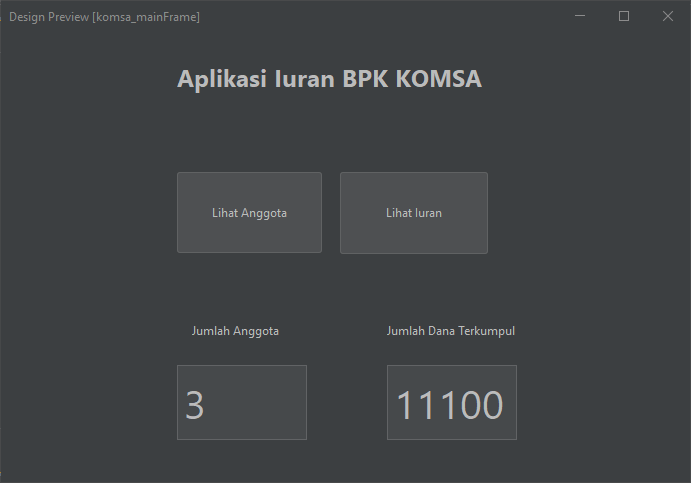 Design Preview [komsa_mainFrame]
Aplikasi Iuran BPK KOMSA
Lihat Anggota
Lihat Iuran
Jumlah Anggota
Jumlah Dana Terkumpul
3
11100